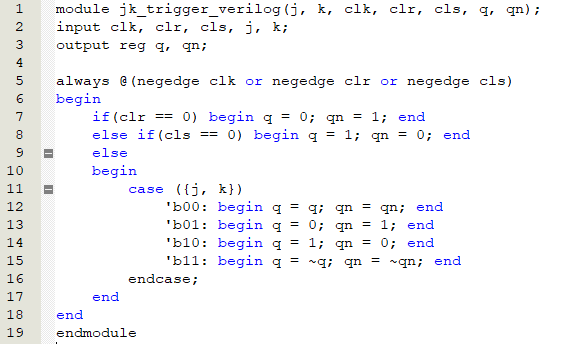 1 module jk_trigger_verilog(j, k, clk, clr, cls, q, qn);
2 input clk, clr, cls, j, k;
3 output reg q, qn;
4
5 always @(negedge clk or negedge clr or negedge cls)
6 begin
7 if(clr == 0) begin q = 0; qn = 1; end
8 else if(cls == 0) begin q = 1; qn = 0; end
9 else
10 begin
11 case ({j, k})
12 'b00: begin q = q; qn = qn; end
13 'b01: begin q = 0; qn = 1; end
14 'b10: begin q = 1; qn = 0; end
15 'b11: begin q = ~q; qn = ~qn; end
16 endcase;
17 end
18 end
19 endmodule